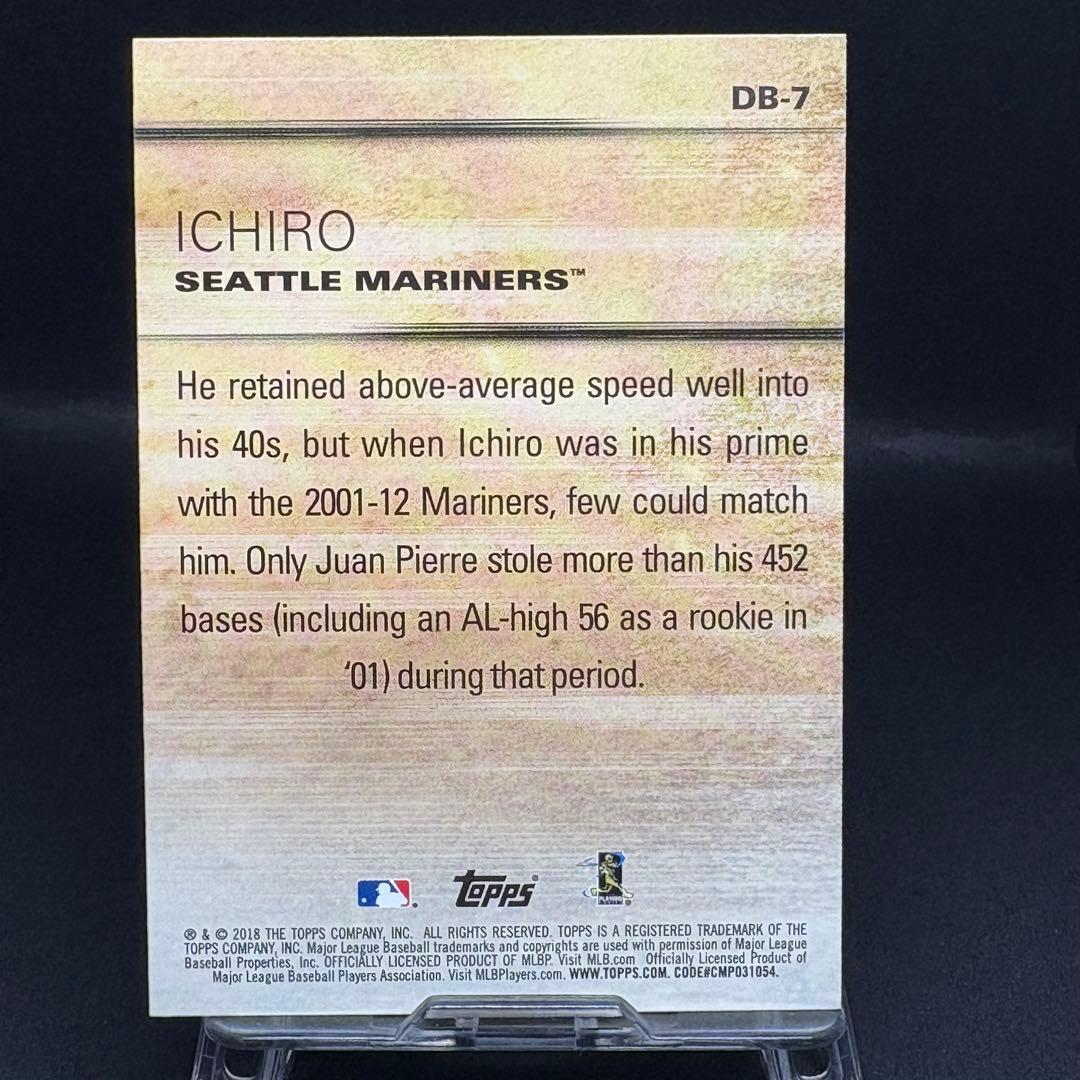 DB-7
ICHIRO
SEATTLE MARINERS™
He retained above-average speed well into
his 40s, but when Ichiro was in his prime
with the 2001-12 Mariners, few could match
him. Only Juan Pierre stole more than his 452
bases (including an AL-high 56 as a rookie in
‘01) during that period.
Topps®
PLAYERS
® & © 2018 THE TOPPS COMPANY, INC. ALL RIGHTS RESERVED. TOPPS IS A REGISTERED TRADEMARK OF THE
TOPPS COMPANY, INC. Major League Baseball trademarks and copyrights are used with permission of Major League
Baseball Properties, Inc. OFFICIALLY LICENSED PRODUCT OF MLBP. Visit MLB.com Officially Licensed Product of
Major League Baseball Players Association. Visit MLBPlayers.com. WWW.TOPPS.COM. CODE#CMP031054.